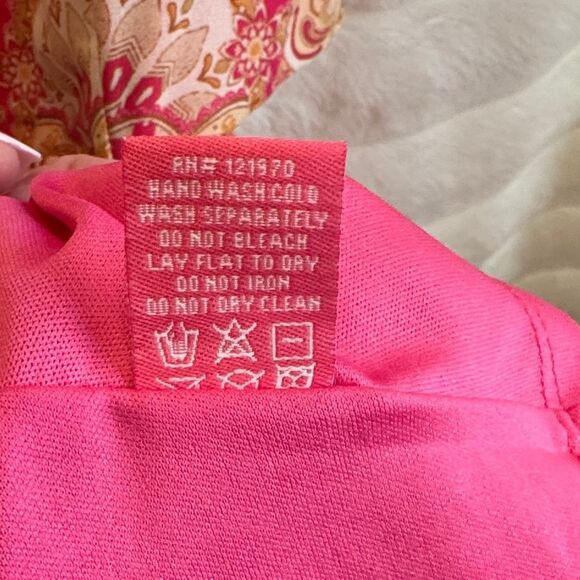 RN# 121970
HAND WASH COLD
WASH SEPARATELY
DO NOT BLEACH
LAY FLAT TO DRY
DO NOT IRON
DO NOT DRY CLEAN